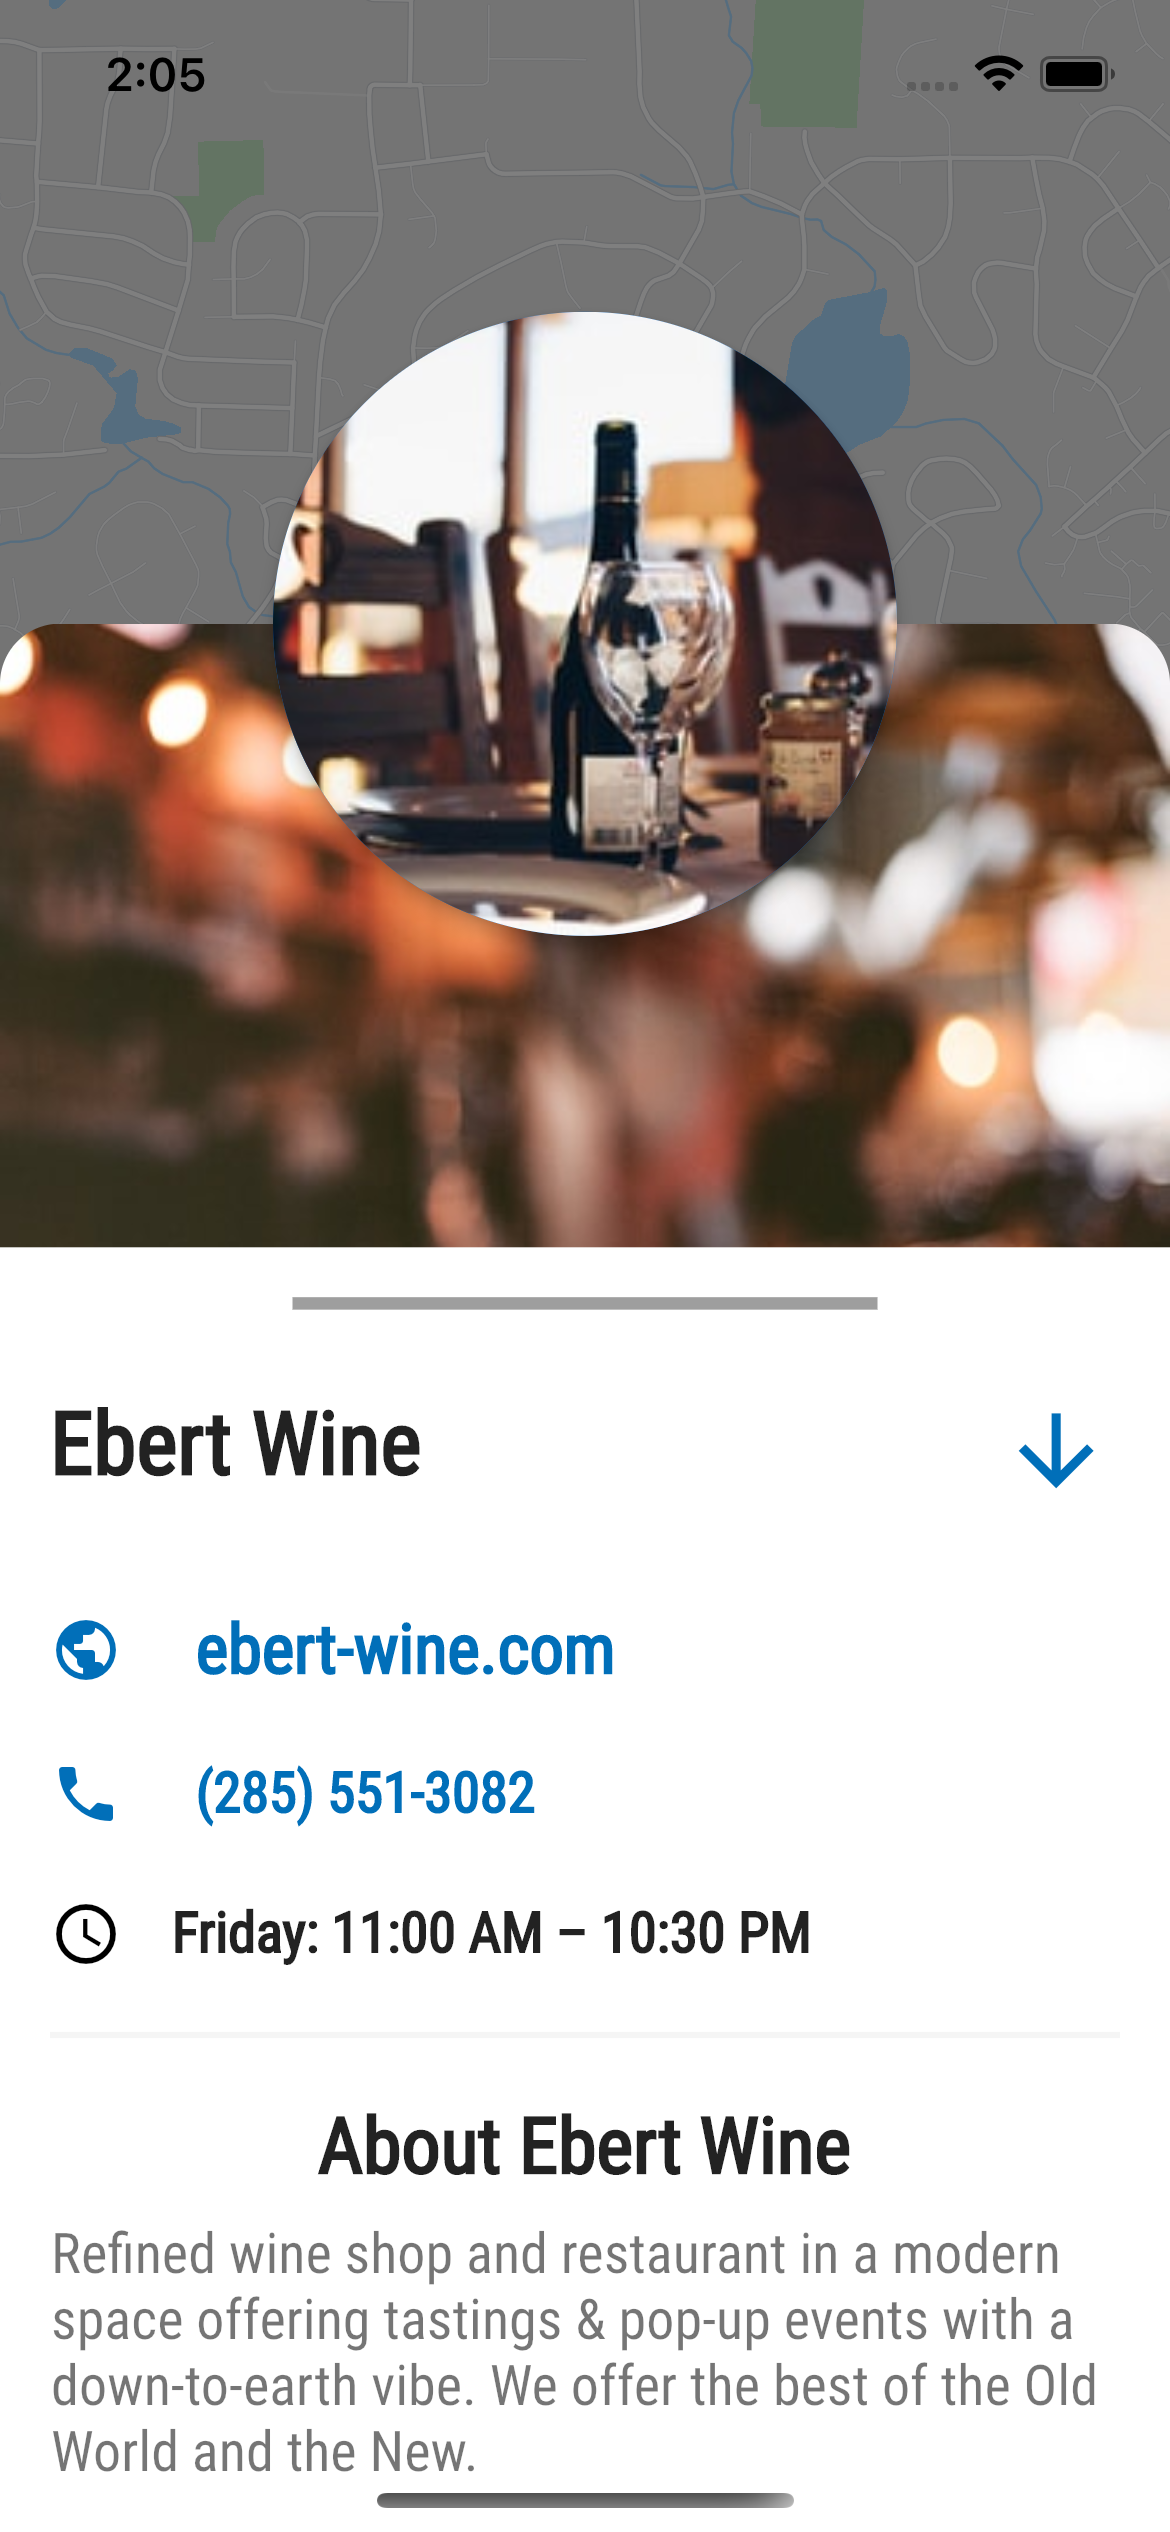 2:05
Ebert Wine
ebert-wine.com
(285) 551-3082
Friday: 11:00 AM – 10:30 PM
About Ebert Wine
Refined wine shop and restaurant in a modern
space offering tastings & pop-up events with a
down-to-earth vibe. We offer the best of the Old
World and the New.